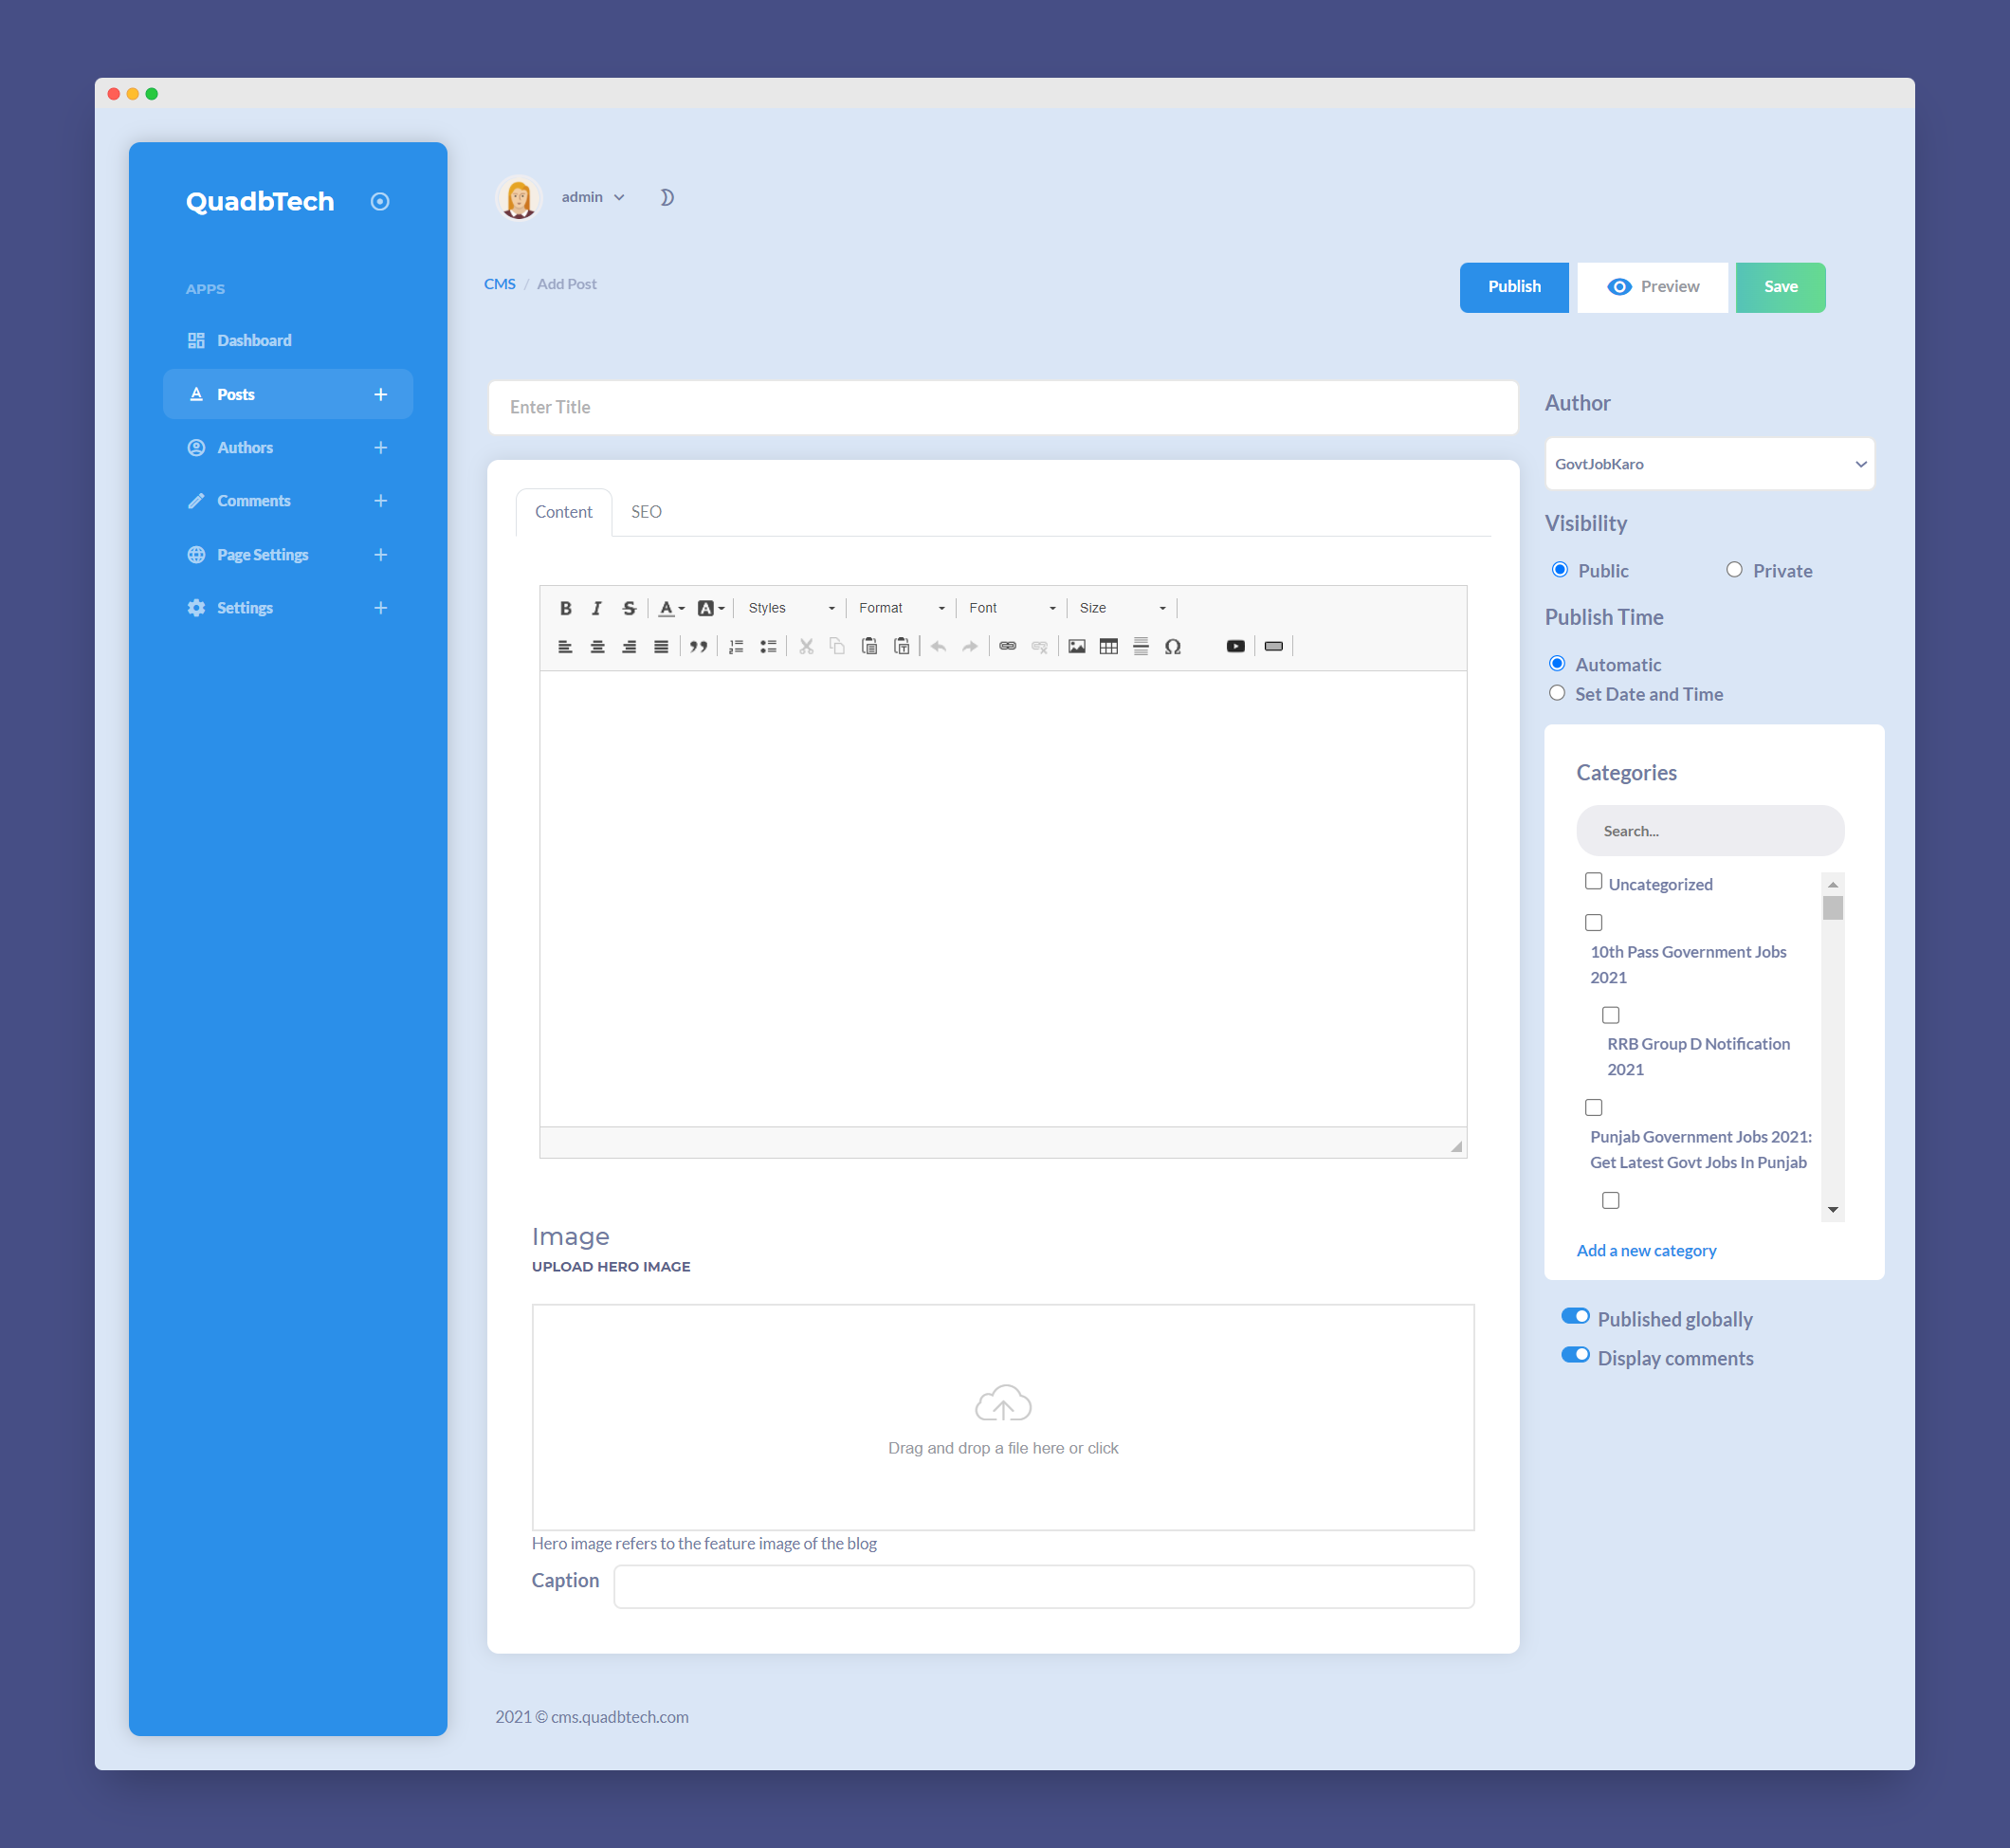 QuadbTech
APPS
Dashboard
Posts
Authors
Comments
Page Settings
Settings
admin
CMS / Add Post
Publish
Preview
Save
Enter Title
Content
SEO
Styles
Format
Font
Size
Image
UPLOAD HERO IMAGE
Drag and drop a file here or click
Hero image refers to the feature image of the blog
Caption
Author
GovtJobKaro
Visibility
Public
Private
Publish Time
Automatic
Set Date and Time
Categories
Search...
Uncategorized
10th Pass Government Jobs
2021
RRB Group D Notification
2021
Punjab Government Jobs 2021:
Get Latest Govt Jobs In Punjab
Add a new category
Published globally
Display comments
2021 © cms.quadbtech.com